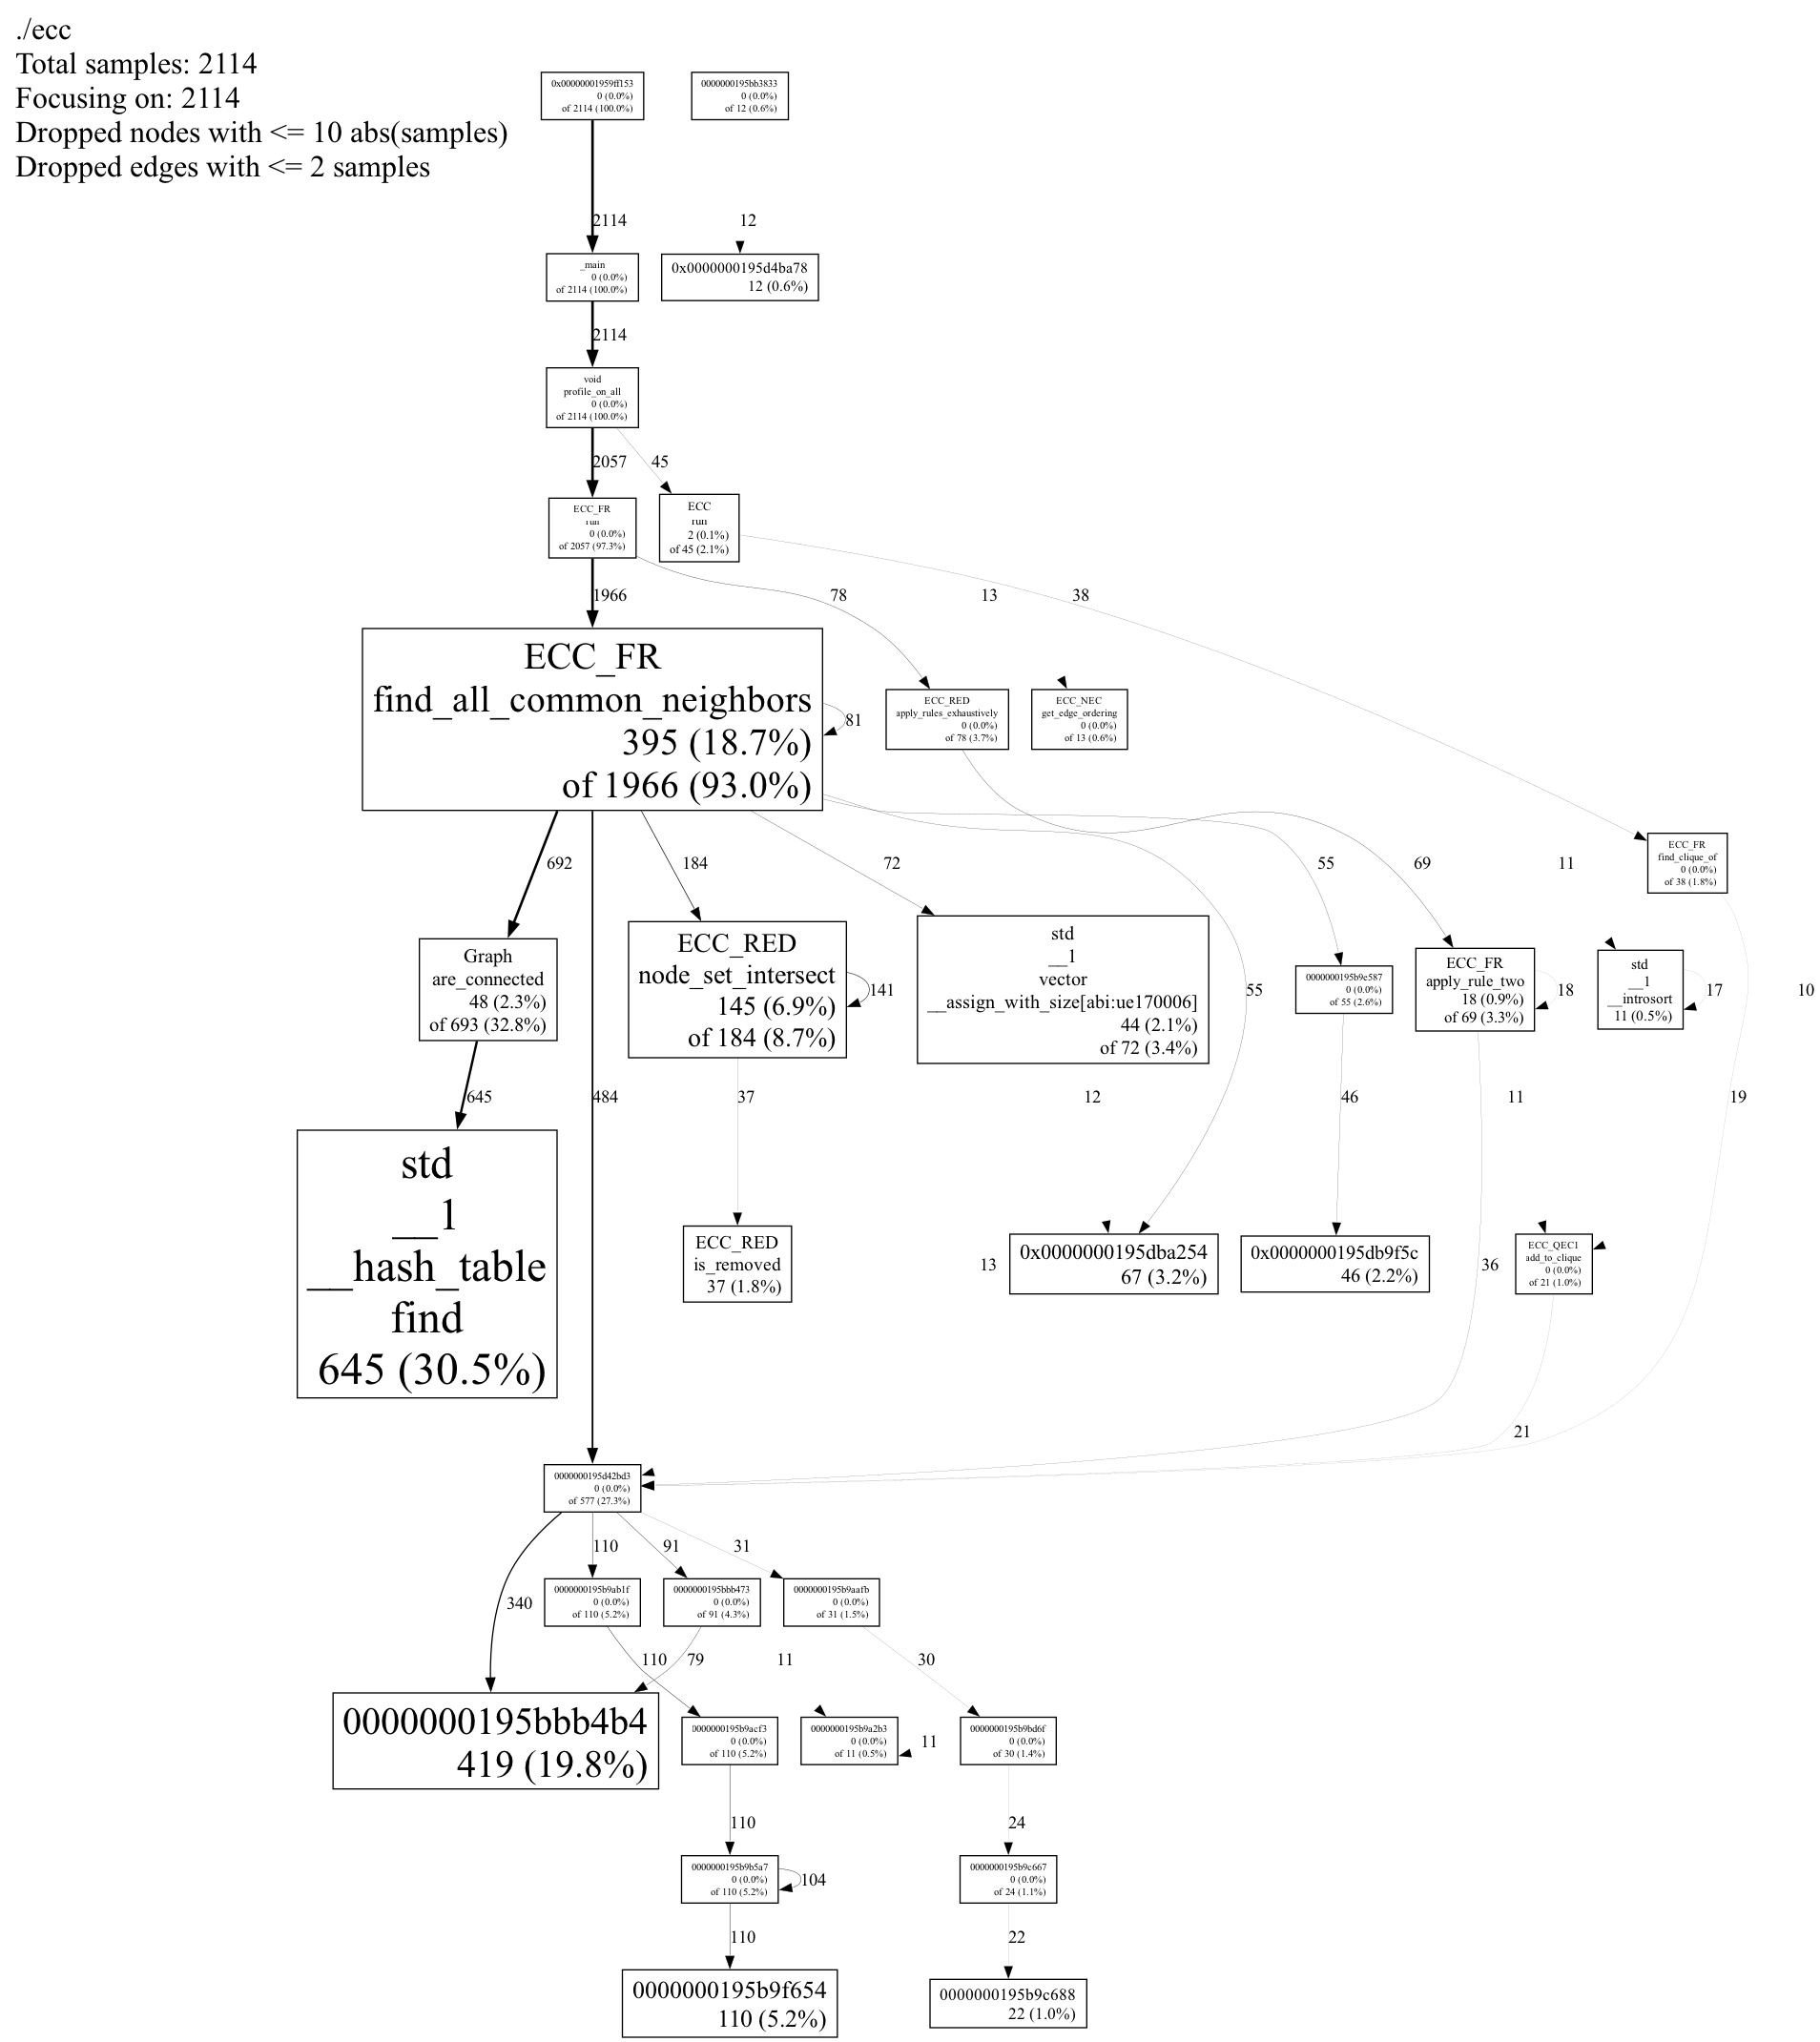 ./ecc
Total samples: 2114
Focusing on: 2114
Dropped nodes with <= 10 abs(samples)
Dropped edges with <= 2 samples
0x00000001959ff153
0 (0.0%)
of 2114 (100.0%)
0000000195bb3833
0 (0.0%)
of 12 (0.6%)
2114
12
_main
0 (0.0%)
of 2114 (100.0%)
0x0000000195d4ba78
12 (0.6%)
2114
void
profile_on_all
0 (0.0%)
of 2114 (100.0%)
2057
45
ECC_FR
run
0 (0.0%)
of 2057 (97.3%)
ECC
run
2 (0.1%)
of 45 (2.1%)
1966
78
13
38
ECC_FR
find_all_common_neighbors
395 (18.7%)
of 1966 (93.0%)
81
ECC_RED
apply_rules_exhaustively
0 (0.0%)
of 78 (3.7%)
ECC_NEC
get_edge_ordering
0 (0.0%)
of 13 (0.6%)
692
184
72
55
69
11
ECC_FR
find_clique_of
0 (0.0%)
of 38 (1.8%)
Graph
are_connected
48 (2.3%)
of 693 (32.8%)
ECC_RED
node_set_intersect
145 (6.9%)
of 184 (8.7%)
141
std
__1
vector
__assign_with_size[abi:ue170006]
44 (2.1%)
of 72 (3.4%)
55
0000000195b9e587
0 (0.0%)
of 55 (2.6%)
ECC_FR
apply_rule_two
18 (0.9%)
of 69 (3.3%)
18
std
__1
__introsort
11 (0.5%)
17
10
645
484
37
12
46
11
19
std
__1
__hash_table
find
645 (30.5%)
ECC_RED
is_removed
37 (1.8%)
13
0x0000000195dba254
67 (3.2%)
0x0000000195db9f5c
46 (2.2%)
36
ECC_QEC1
add_to_clique
0 (0.0%)
of 21 (1.0%)
21
0000000195d42bd3
0 (0.0%)
of 577 (27.3%)
340
110
91
31
0000000195b9ab1f
0 (0.0%)
of 110 (5.2%)
0000000195bbb473
0 (0.0%)
of 91 (4.3%)
0000000195b9aafb
0 (0.0%)
of 31 (1.5%)
110
79
11
30
0000000195bbb4b4
419 (19.8%)
0000000195b9acf3
0 (0.0%)
of 110 (5.2%)
0000000195b9a2b3
0 (0.0%)
of 11 (0.5%)
11
0000000195b9bd6f
0 (0.0%)
of 30 (1.4%)
110
24
0000000195b9b5a7
0 (0.0%)
of 110 (5.2%)
104
0000000195b9c667
0 (0.0%)
of 24 (1.1%)
110
22
0000000195b9f654
110 (5.2%)
0000000195b9c688
22 (1.0%)